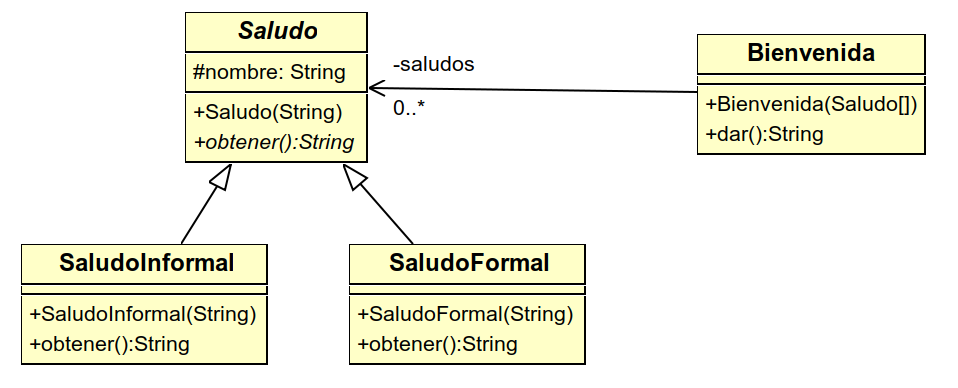 Saludo
#nombre: String
+Saludo(String)
+obtener():String
-saludos
0..*
Bienvenida
+Bienvenida(Saludo[])
+dar():String
SaludoInformal
+SaludoInformal(String)
+obtener():String
SaludoFormal
+SaludoFormal(String)
+obtener():String